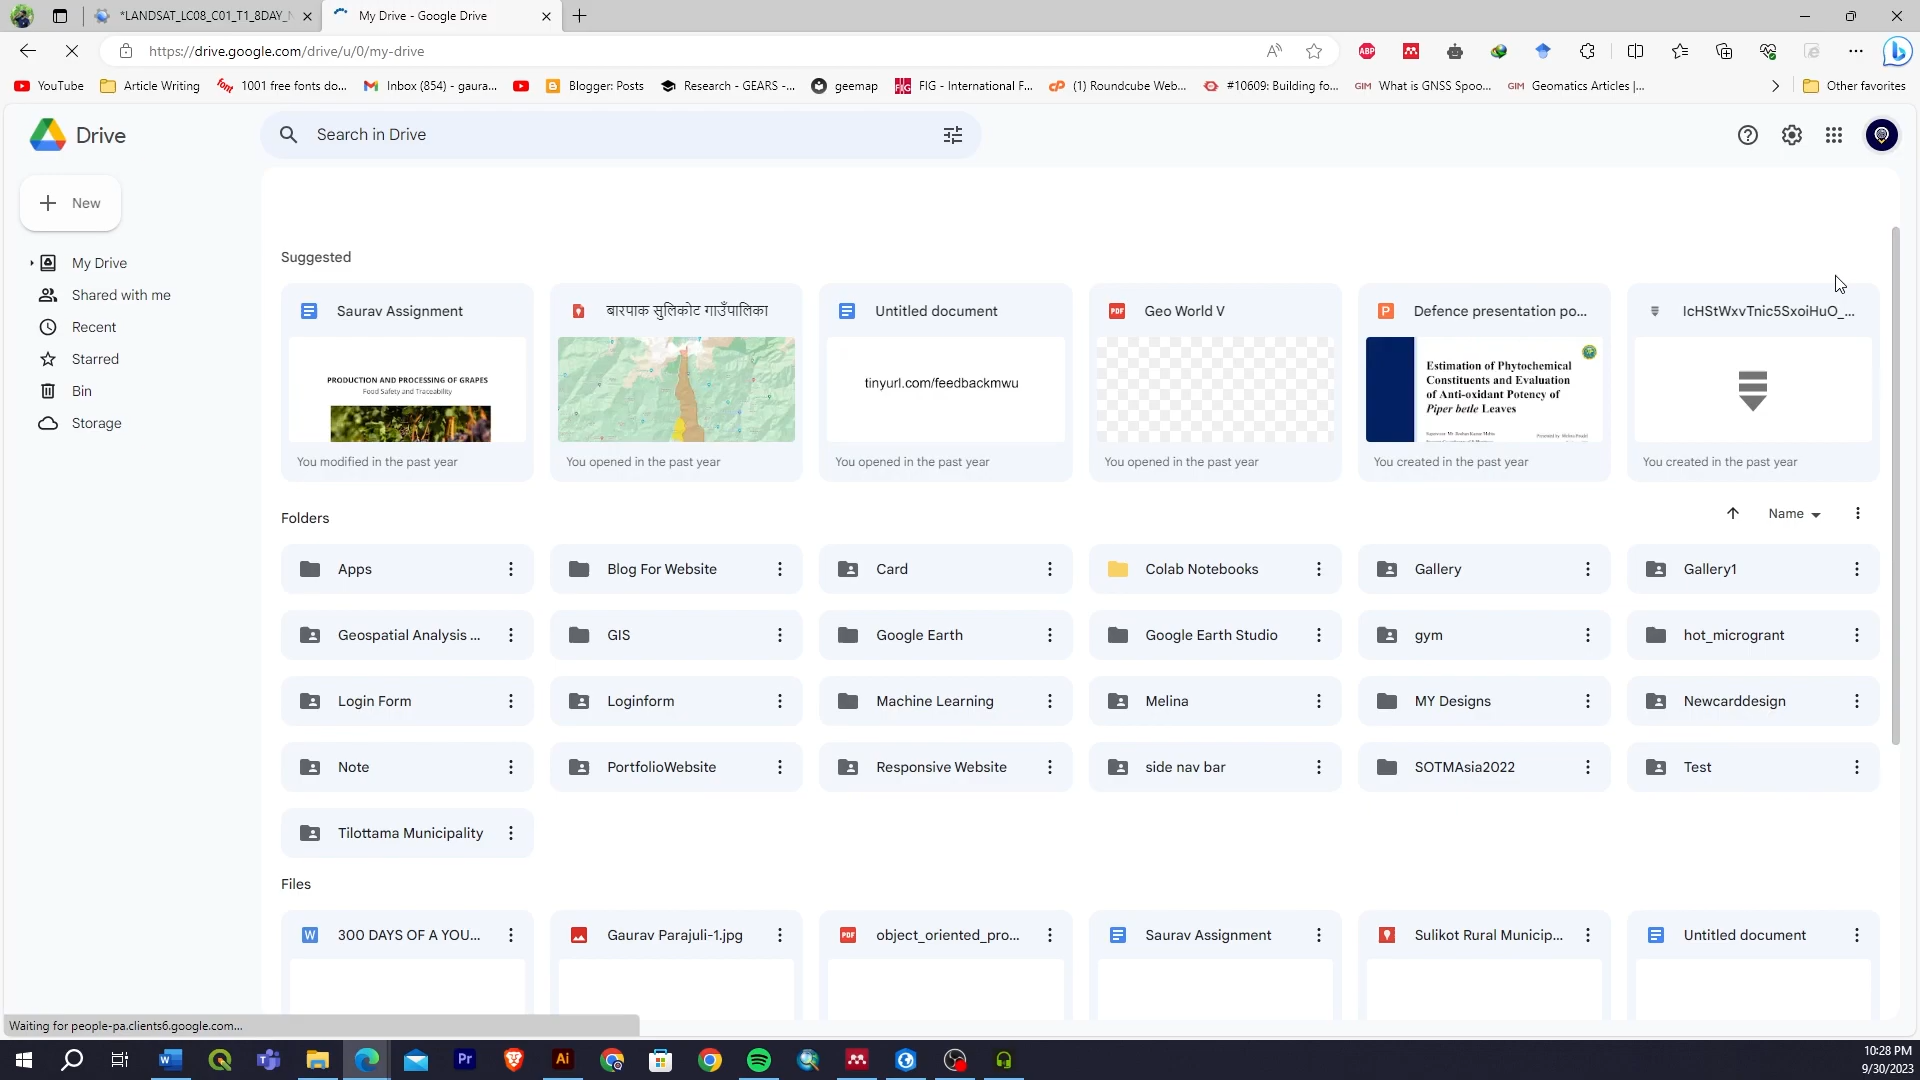 *LANDSAT_LC08_C01_T1_8DAY_N
My Drive - Google Drive
https://drive.google.com/drive/u/0/my-drive
ABP
YouTube
Article Writing
1001 free fonts do...
Inbox (854) - gaura...
Blogger: Posts
Research - GEARS -...
geemap
FIG - International F...
(1) Roundcube Web...
#10609: Building fo...
GIM What is GNSS Spoo...
GIM Geomatics Articles |...
Other favorites
Drive
Search in Drive
New
My Drive
Shared with me
Recent
Starred
Bin
Storage
Suggested
Saurav Assignment
बारपाक सुलिकोट गाउँपालिका
Untitled document
PDF Geo World V
P Defence presentation po...
IcHStWxvTnic5SxoiHuO_...
PRODUCTION AND PROCESSING OF GRAPES
Food Safety and Traceability
tinyurl.com/feedbackmwu
Estimation of Phytochemical
Constituents and Evaluation
of Anti-oxidant Potency of
Piper betle Leaves
You modified in the past year
You opened in the past year
You opened in the past year
You opened in the past year
You created in the past year
You created in the past year
Folders
Name
Apps
Blog For Website
Card
Colab Notebooks
Gallery
Gallery1
Geospatial Analysis ...
GIS
Google Earth
Google Earth Studio
gym
hot_microgrant
Login Form
Loginform
Machine Learning
Melina
MY Designs
Newcarddesign
Note
PortfolioWebsite
Responsive Website
side nav bar
SOTMAsia2022
Test
Tilottama Municipality
Files
W 300 DAYS OF A YOU...
Gaurav Parajuli-1.jpg
PDF object_oriented_pro...
Saurav Assignment
Sulikot Rural Municip...
Untitled document
Waiting for people-pa.clients6.google.com...
10:28 PM
9/30/2023